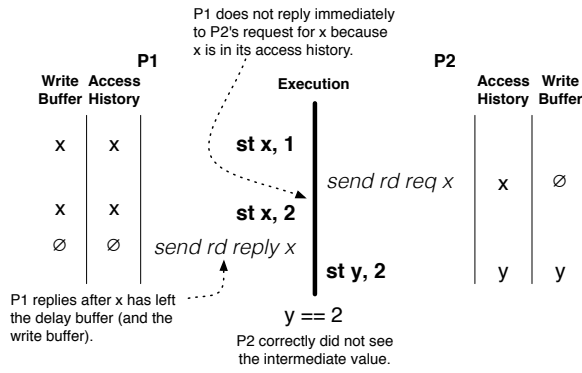 P1 does not reply immediately
to P2's request for x because
x is in its access history.
P1
P2
Write Buffer
Access History
Execution
Access History
Write Buffer
x x
st x, 1
send rd req x
x ∅
x x
st x, 2
∅ ∅
send rd reply x
st y, 2
y y
P1 replies after x has left
the delay buffer (and the
write buffer).
y == 2
P2 correctly did not see
the intermediate value.